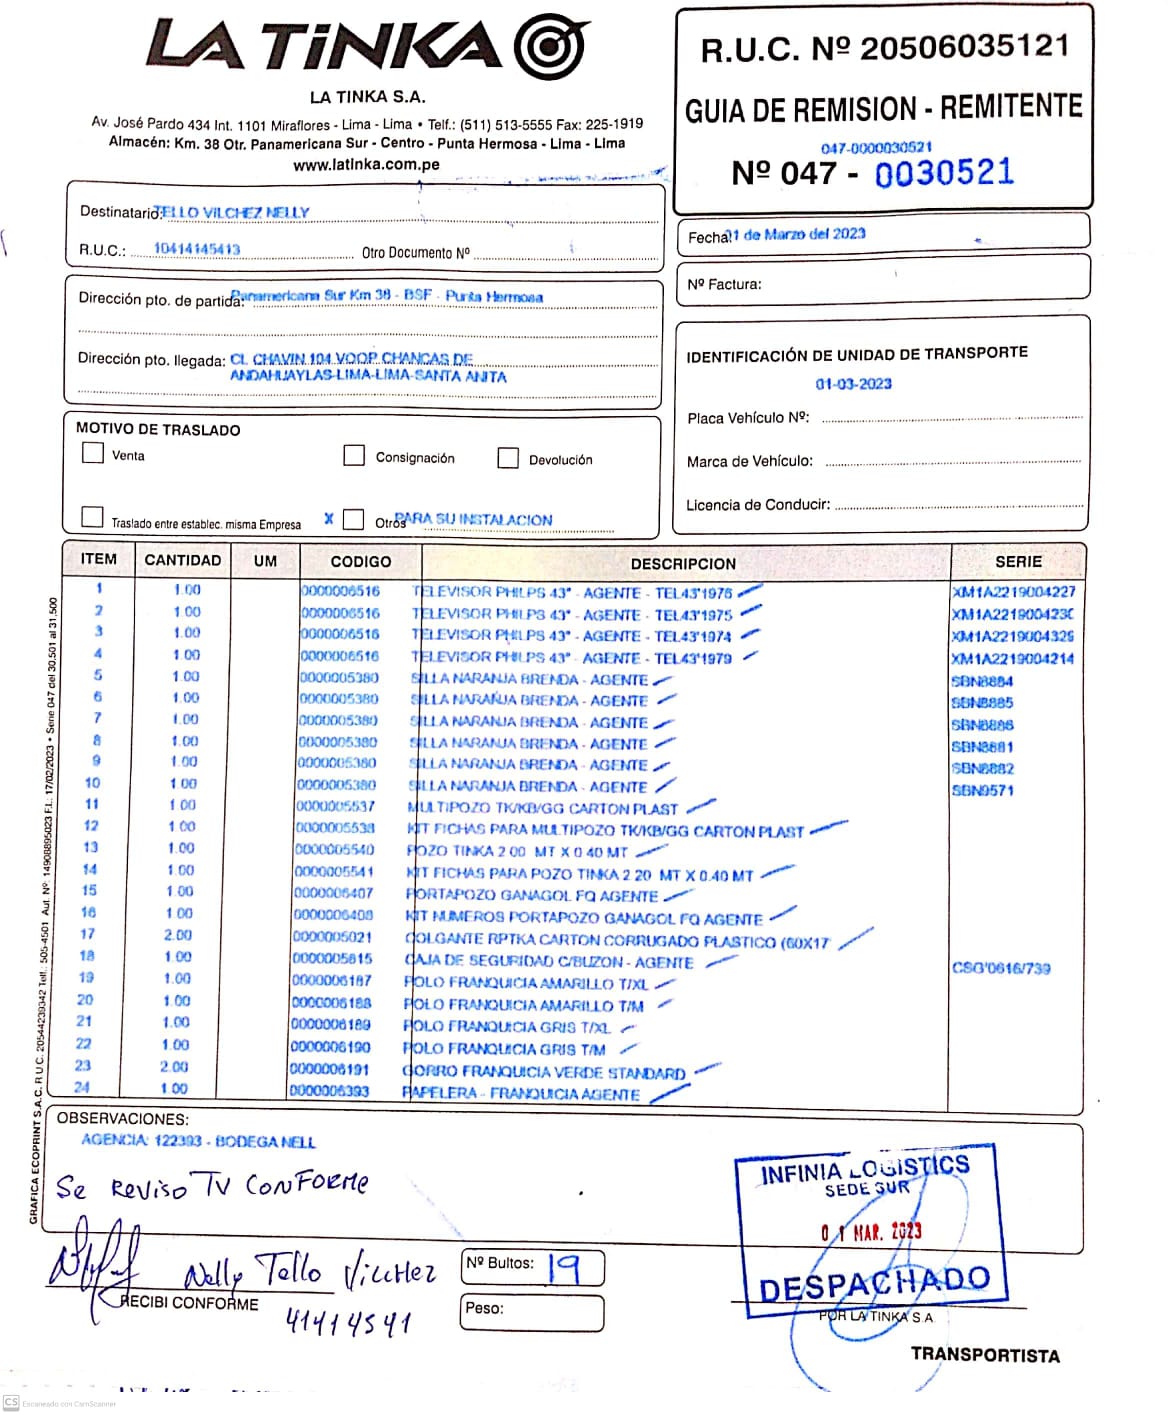 LA TiNKA
LA TINKA S.A.
Av. José Pardo 434 Int. 1101 Miraflores - Lima - Lima • Telf.: (511) 513-5555 Fax: 225-1919
Almacén: Km. 38 Otr. Panamericana Sur - Centro - Punta Hermosa - Lima - Lima
www.latinka.com.pe
R.U.C. Nº 20506035121
GUIA DE REMISION - REMITENTE
047-0000030521
Nº 047 - 0030521
Destinatario: TELLO VILCHEZ NELLY
R.U.C.: 10414145413 Otro Documento Nº
Fecha: 01 de Marzo del 2023
Nº Factura:
Dirección pto. de partida: Panamericana Sur Km 38 - BSF - Punta Hermosa
Dirección pto. llegada: CL CHAVIN 104 VOOP CHANCAS DE
ANDAHUAYLAS-LIMA-LIMA-SANTA ANITA
IDENTIFICACIÓN DE UNIDAD DE TRANSPORTE
01-03-2023
Placa Vehículo Nº:
Marca de Vehículo:
Licencia de Conducir:
MOTIVO DE TRASLADO
Venta Consignación Devolución
Traslado entre establec. misma Empresa X Otros PARA SU INSTALACION
ITEM CANTIDAD UM CODIGO DESCRIPCION SERIE
1 1.00 0000006516 TELEVISOR PHILPS 43" - AGENTE - TEL43'1976 XM1A2219004227
2 1.00 0000006516 TELEVISOR PHILPS 43" - AGENTE - TEL43'1975 XM1A2219004230
3 1.00 0000006516 TELEVISOR PHILPS 43" - AGENTE - TEL43'1974 XM1A2219004329
4 1.00 0000006516 TELEVISOR PHILPS 43" - AGENTE - TEL43'1979 XM1A2219004214
5 1.00 0000005380 SILLA NARANJA BRENDA - AGENTE SBN8884
6 1.00 0000005380 SILLA NARANJA BRENDA - AGENTE SBN8885
7 1.00 0000005380 SILLA NARANJA BRENDA - AGENTE SBN8886
8 1.00 0000005380 SILLA NARANJA BRENDA - AGENTE SBN8881
9 1.00 0000005380 SILLA NARANJA BRENDA - AGENTE SBN8882
10 1.00 0000005380 SILLA NARANJA BRENDA - AGENTE SBN9571
11 1.00 0000005537 MULTIPOZO TK/KB/GG CARTON PLAST
12 1.00 0000005538 KIT FICHAS PARA MULTIPOZO TK/KB/GG CARTON PLAST
13 1.00 0000005540 POZO TINKA 2.00 MT X 0.40 MT
14 1.00 0000005541 KIT FICHAS PARA POZO TINKA 2.20 MT X 0.40 MT
15 1.00 0000006407 PORTAPOZO GANAGOL FQ AGENTE
16 1.00 0000006408 KIT NUMEROS PORTAPOZO GANAGOL FQ AGENTE
17 2.00 0000005021 COLGANTE RPTKA CARTON CORRUGADO PLASTICO (60X17
18 1.00 0000005615 CAJA DE SEGURIDAD C/BUZON - AGENTE CSG'0616/739
19 1.00 0000006187 POLO FRANQUICIA AMARILLO T/XL
20 1.00 0000006188 POLO FRANQUICIA AMARILLO T/M
21 1.00 0000006189 POLO FRANQUICIA GRIS T/XL
22 1.00 0000006190 POLO FRANQUICIA GRIS T/M
23 2.00 0000006191 GORRO FRANQUICIA VERDE STANDARD
24 1.00 0000006393 PAPELERA - FRANQUICIA AGENTE
GRAFICA ECOPRINT S.A.C. R.U.C. 20544239342 Telf.: 505-4501 Aut. Nº: 14908895023 F.I.: 17/02/2023 • Serie 047 del 30,501 al 31,500
OBSERVACIONES:
AGENCIA: 122393 - BODEGA NELL
Se REVISO TV CONFORME
INFINIA LOGISTICS
SEDE SUR
01 MAR. 2023
DESPACHADO
Nelly Tello Vilchez
RECIBI CONFORME
41414541
Nº Bultos: 19
Peso:
POR LA TINKA S.A.
TRANSPORTISTA
CS Escaneado con CamScanner